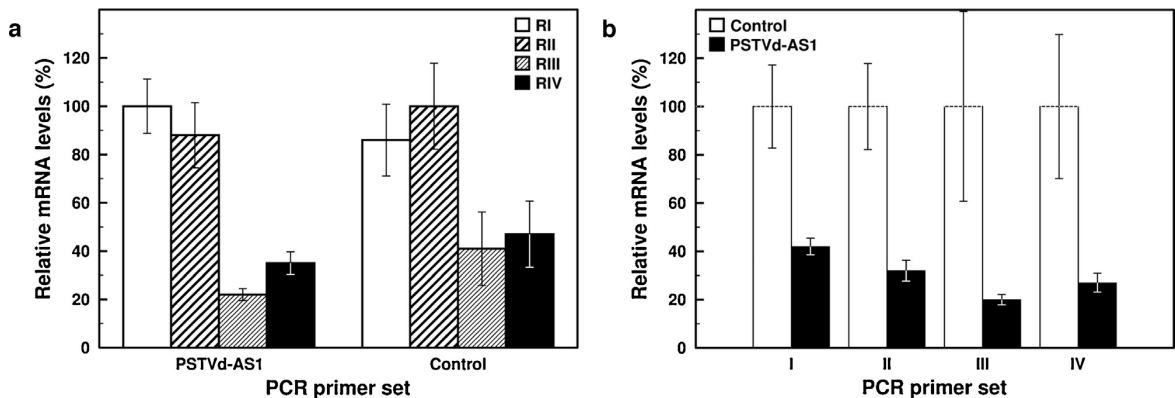 a
RI
RII
RIII
RIV
Relative mRNA levels (%)
120
100
80
60
40
20
0
PSTVd-AS1
Control
PCR primer set
b
Control
PSTVd-AS1
Relative mRNA levels (%)
120
100
80
60
40
20
0
I
II
III
IV
PCR primer set